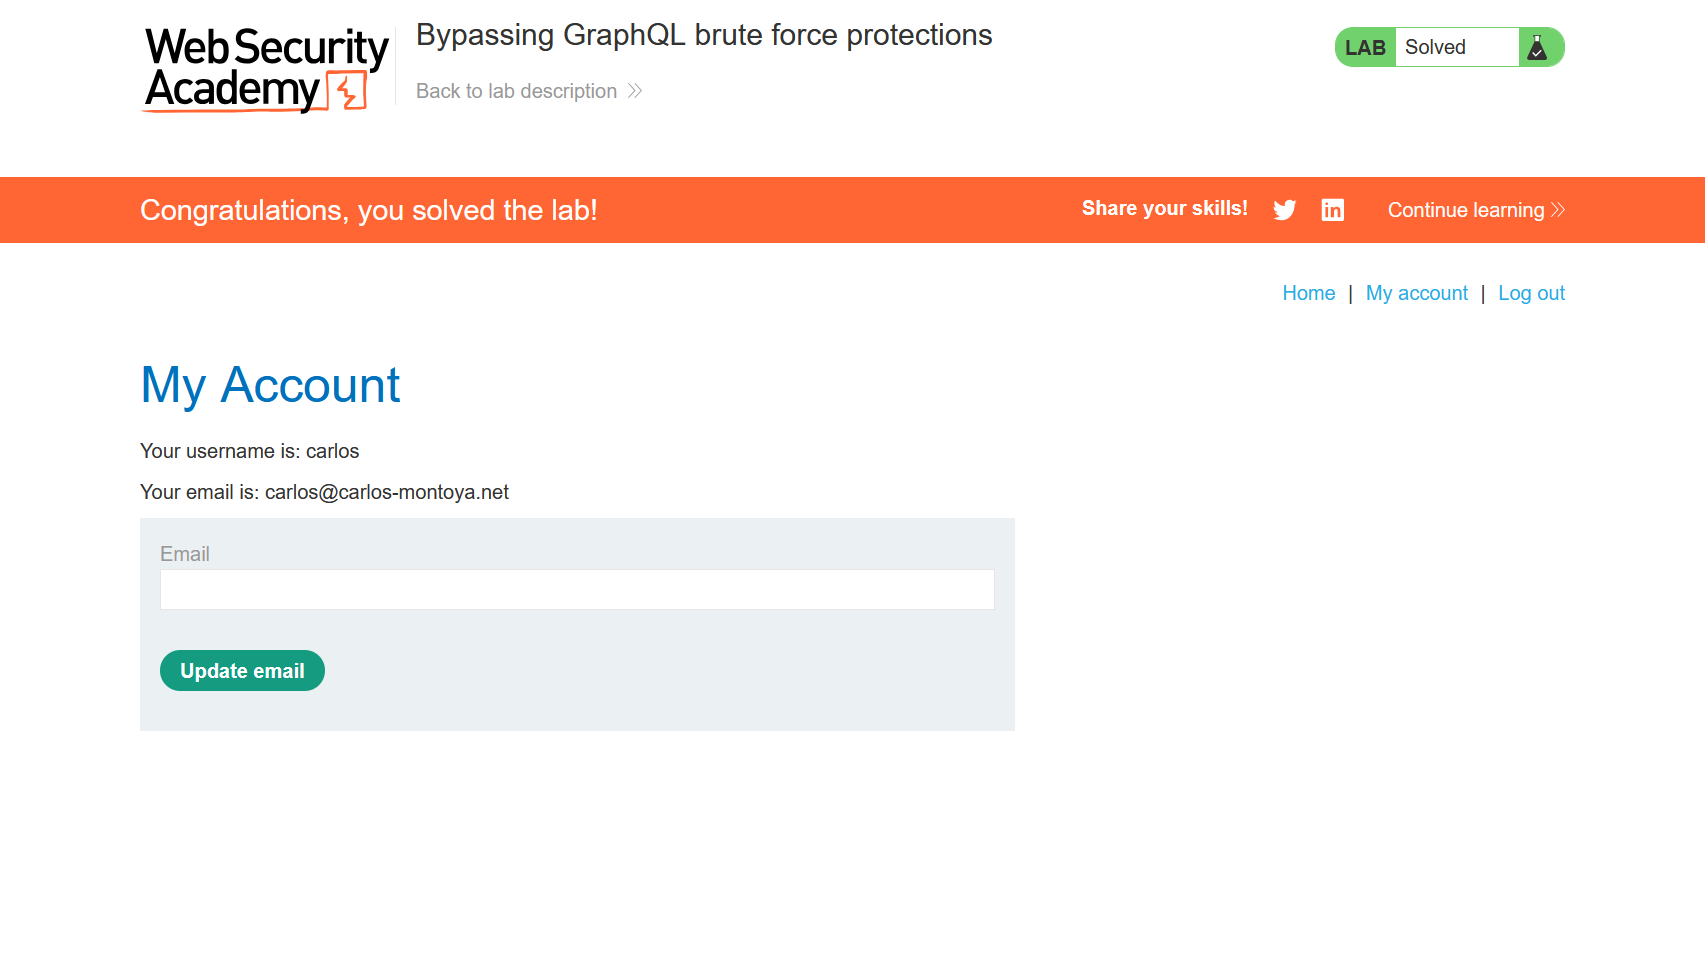 Web Security
Academy
Bypassing GraphQL brute force protections
Back to lab description
LAB Solved
Congratulations, you solved the lab!
Share your skills!
in
Continue learning
Home | My account | Log out
My Account
Your username is: carlos
Your email is: carlos@carlos-montoya.net
Email
Update email